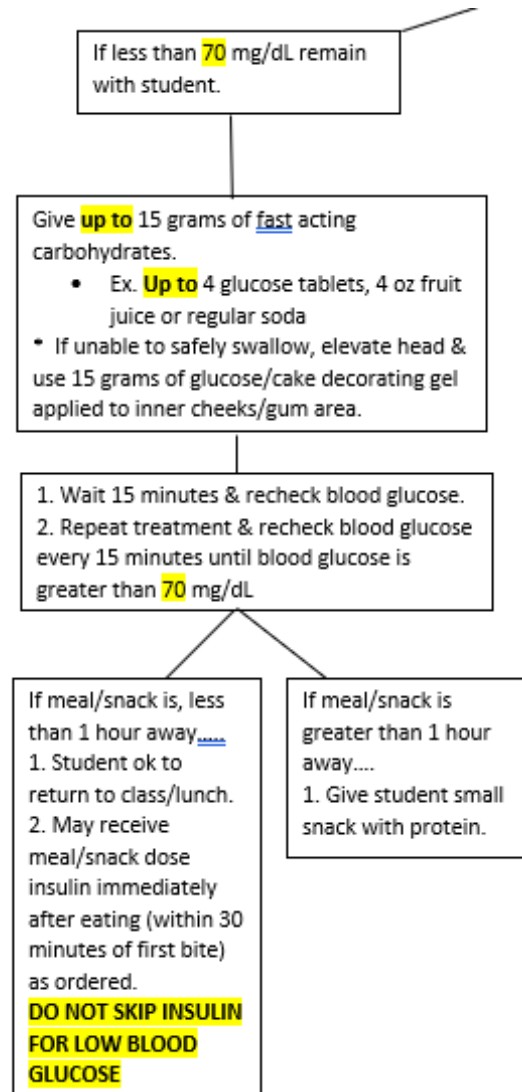 If less than 70 mg/dL remain
with student.
Give up to 15 grams of fast acting
carbohydrates.
• Ex. Up to 4 glucose tablets, 4 oz fruit
juice or regular soda
* If unable to safely swallow, elevate head &
use 15 grams of glucose/cake decorating gel
applied to inner cheeks/gum area.
1. Wait 15 minutes & recheck blood glucose.
2. Repeat treatment & recheck blood glucose
every 15 minutes until blood glucose is
greater than 70 mg/dL
If meal/snack is, less
than 1 hour away.....
1. Student ok to
return to class/lunch.
2. May receive
meal/snack dose
insulin immediately
after eating (within 30
minutes of first bite)
as ordered.
DO NOT SKIP INSULIN
FOR LOW BLOOD
GLUCOSE
If meal/snack is
greater than 1 hour
away....
1. Give student small
snack with protein.